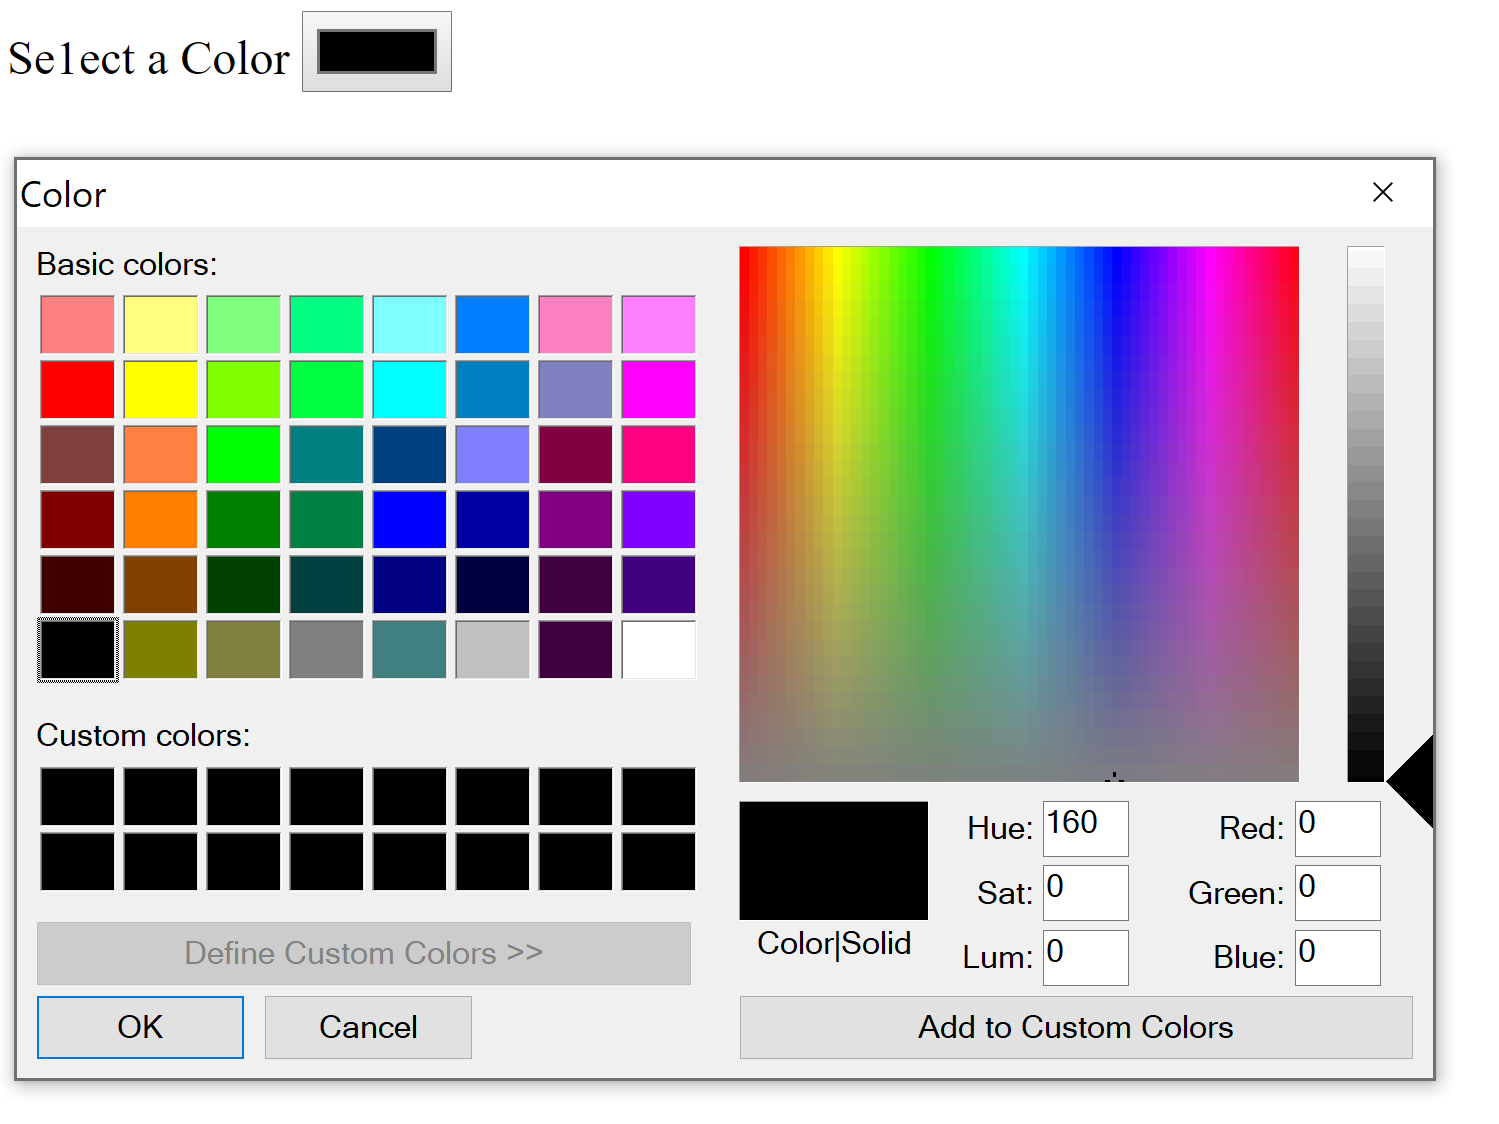 Se1ect a Color
Color
Basic colors:
Custom colors:
Define Custom Colors >>
OK Cancel
Hue: 160 Red: 0
Sat: 0 Green: 0
Color|Solid
Lum: 0 Blue: 0
Add to Custom Colors